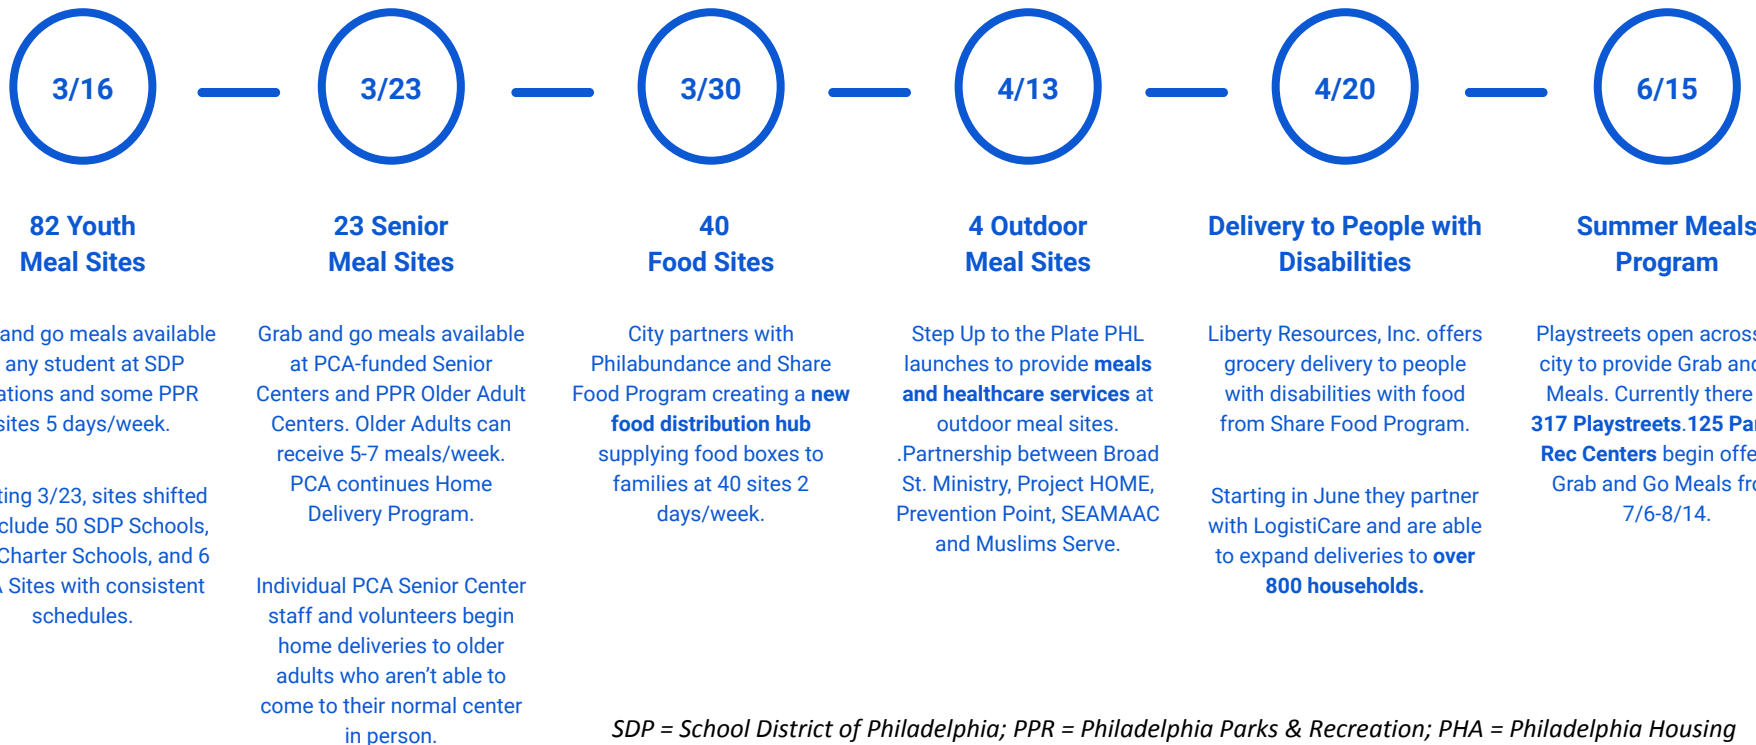 3/16
3/23
3/30
4/13
4/20
6/15
82 Youth
Meal Sites
and go meals available
any student at SDP
ations and some PPR
sites 5 days/week.
ting 3/23, sites shifted
clude 50 SDP Schools,
Charter Schools, and 6
Sites with consistent
schedules.
23 Senior
Meal Sites
Grab and go meals available
at PCA-funded Senior
Centers and PPR Older Adult
Centers. Older Adults can
receive 5-7 meals/week.
PCA continues Home
Delivery Program.
Individual PCA Senior Center
staff and volunteers begin
home deliveries to older
adults who aren’t able to
come to their normal center
in person.
40
Food Sites
City partners with
Philabundance and Share
Food Program creating a new
food distribution hub
supplying food boxes to
families at 40 sites 2
days/week.
4 Outdoor
Meal Sites
Step Up to the Plate PHL
launches to provide meals
and healthcare services at
outdoor meal sites.
.Partnership between Broad
St. Ministry, Project HOME,
Prevention Point, SEAMAAC
and Muslims Serve.
Delivery to People with
Disabilities
Liberty Resources, Inc. offers
grocery delivery to people
with disabilities with food
from Share Food Program.
Starting in June they partner
with LogistiCare and are able
to expand deliveries to over
800 households.
Summer Meals
Program
Playstreets open across
city to provide Grab and
Meals. Currently there
317 Playstreets.125 Par
Rec Centers begin offe
Grab and Go Meals fro
7/6-8/14.
SDP = School District of Philadelphia; PPR = Philadelphia Parks & Recreation; PHA = Philadelphia Housing